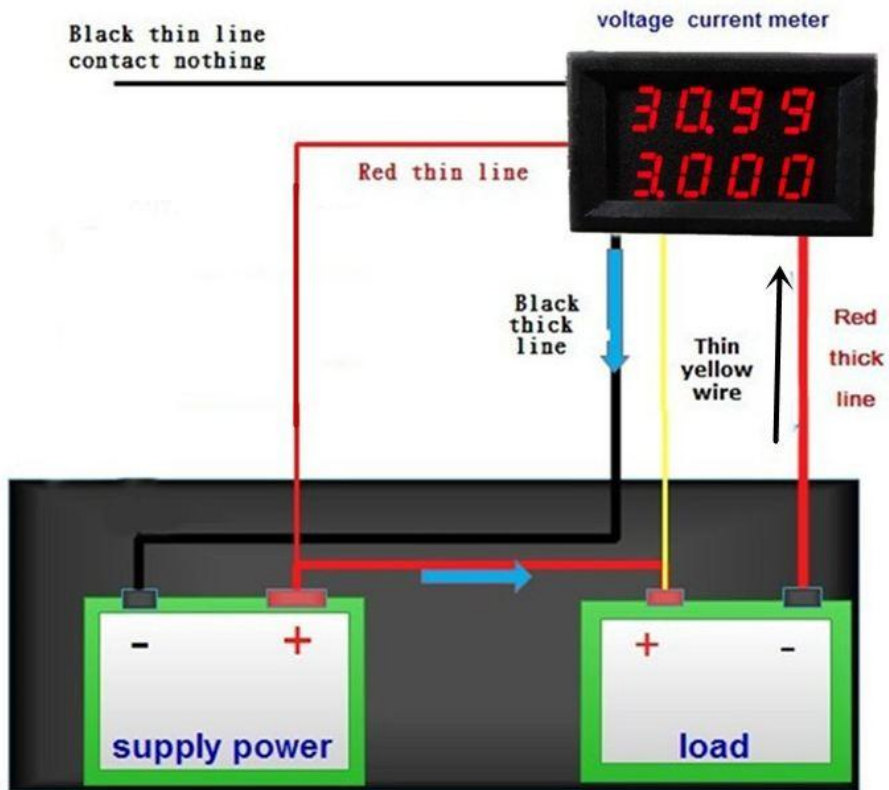 voltage current meter
Black thin line
contact nothing
30.99
3.000
Red thin line
Black
thick
line
Thin
yellow
wire
Red
thick
line
- +
+ -
supply power
load